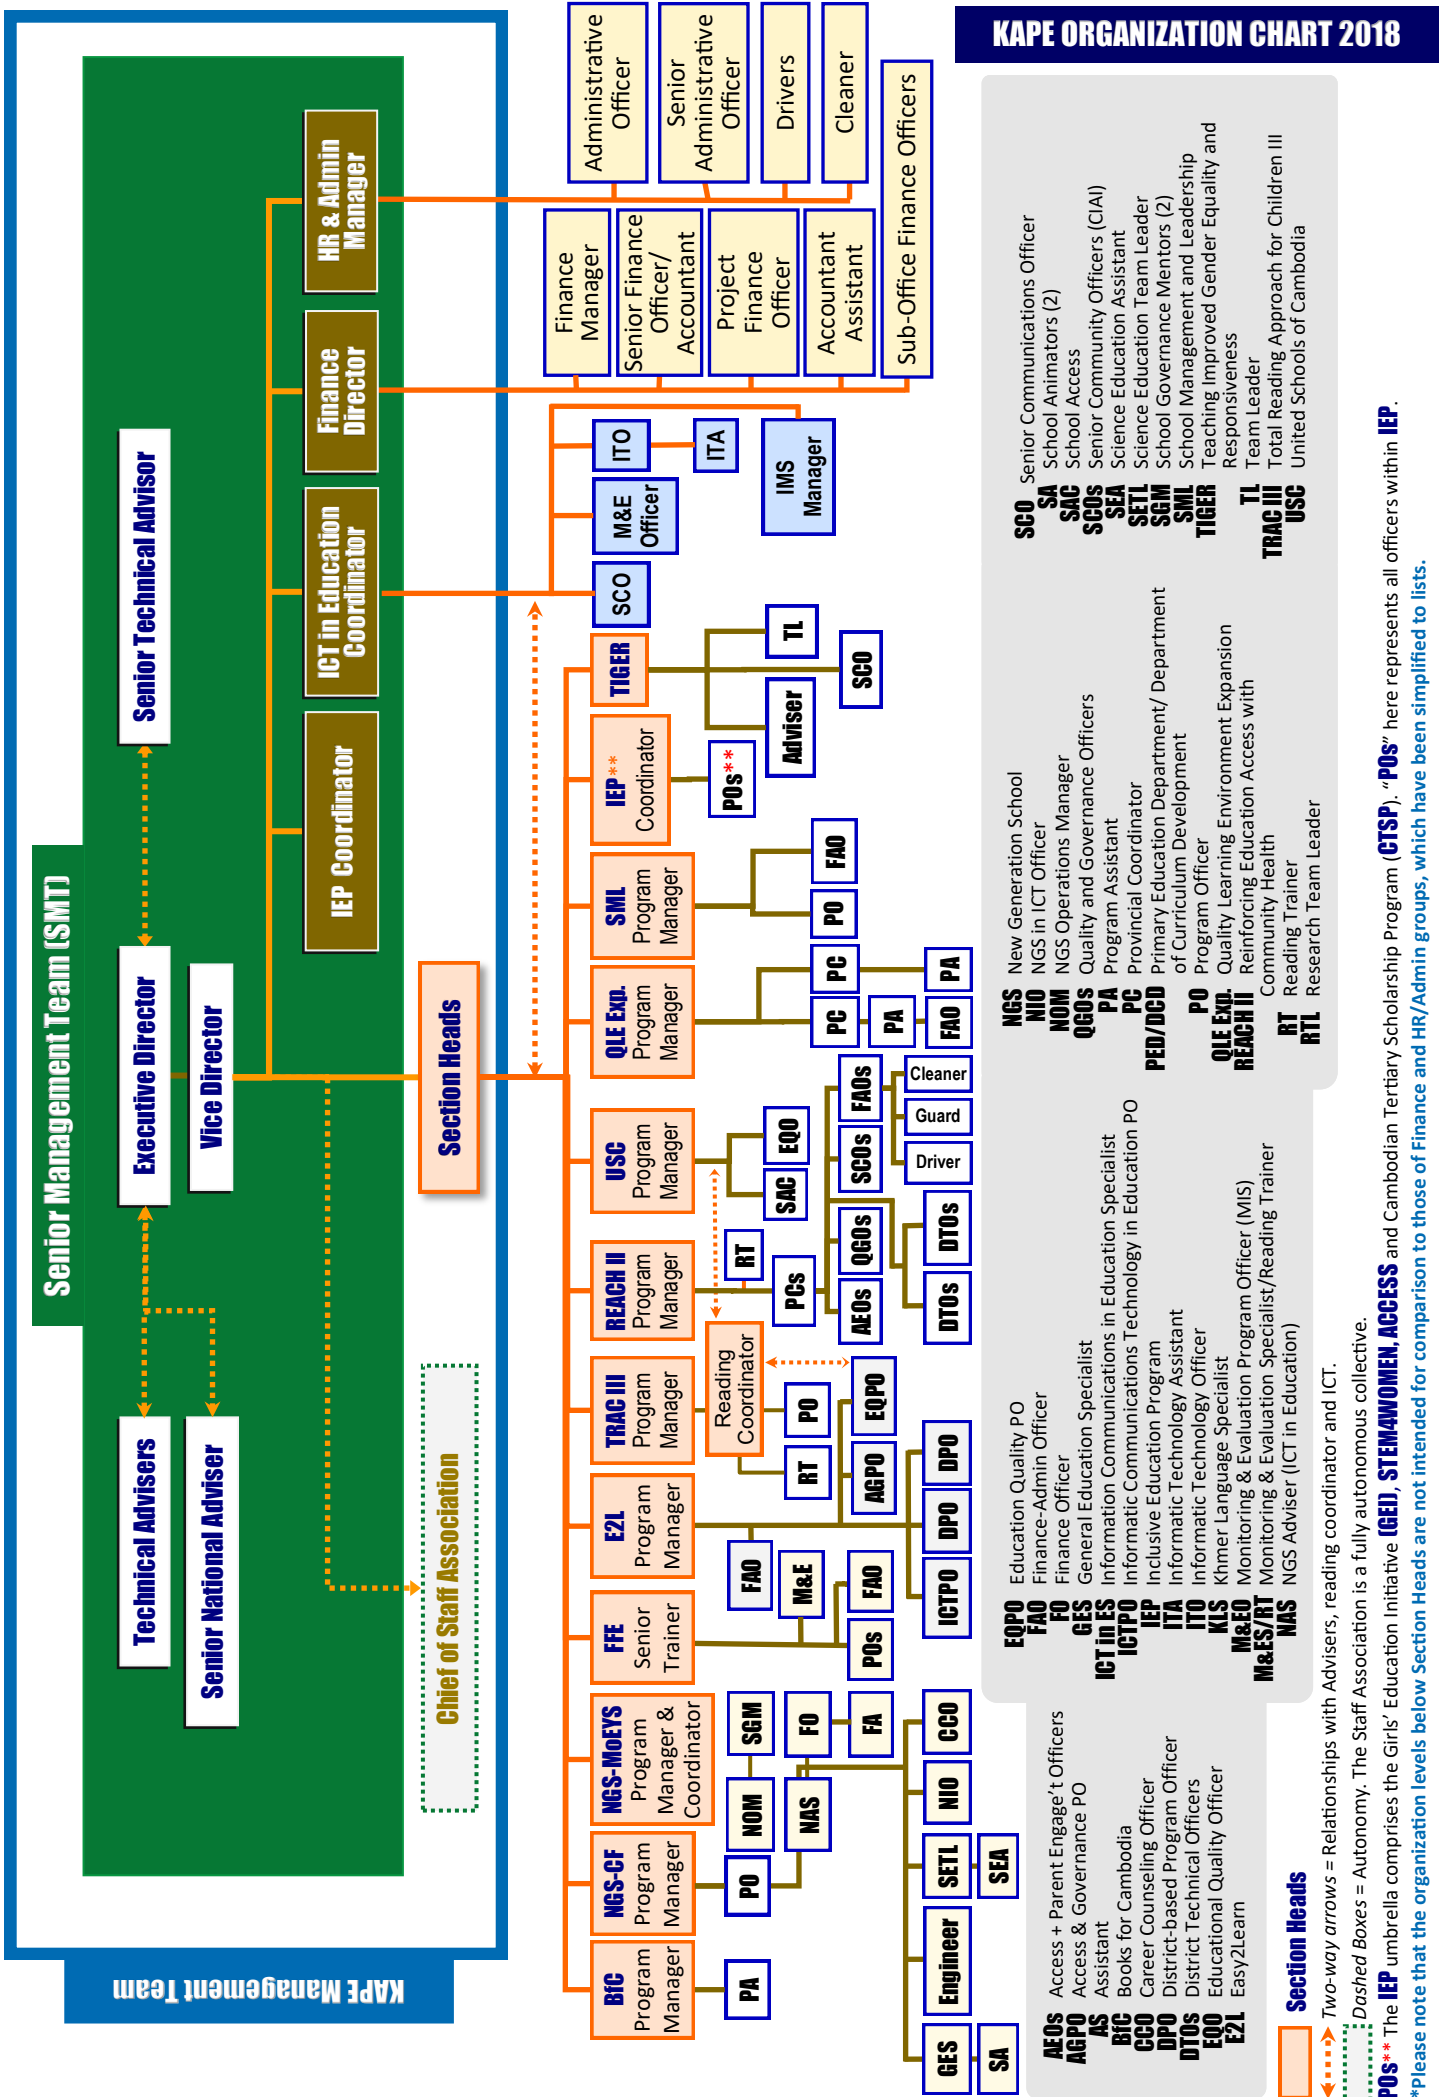 KAPE ORGANIZATION CHART 2018
KAPE Management Team
Senior Management Team (SMT)
Technical Advisers
Senior National Adviser
Executive Director
Vice Director
Senior Technical Advisor
IEP Coordinator
ICT in Education
Coordinator
Finance
Director
HR & Admin
Manager
Chief of Staff Association
Section Heads
BfC
Program
Manager
NGS-CF
Program
Manager
NGS-MoEYS
Program
Manager &
Coordinator
FFE
Senior
Trainer
E2L
Program
Manager
TRAC III
Program
Manager
REACH II
Program
Manager
USC
Program
Manager
QLE Exp.
Program
Manager
SML
Program
Manager
IEP**
Coordinator
TIGER
SCO
M&E
Officer
ITO
ITA
IMS
Manager
Finance
Manager
Senior Finance
Officer/
Accountant
Project
Finance
Officer
Accountant
Assistant
Sub-Office Finance Officers
Administrative
Officer
Senior
Administrative
Officer
Drivers
Cleaner
PA
PO
NOM
SGM
NAS
FO
FA
GES
SA
Engineer
SETL
SEA
NIO
CCO
M&E
POs
FAO
FAO
AGPO
EQPO
ICTPO
DPO
DPO
Reading
Coordinator
RT
PO
RT
PCs
AEOs
QGOs
SCOs
FAOs
DTOs
DTOs
Driver
Guard
Cleaner
SAC
EQO
PC
PC
PA
FAO
PA
PO
FAO
POs**
Adviser
TL
SCO
AEOs Access + Parent Engage't Officers
AGPO Access & Governance PO
AS Assistant
BfC Books for Cambodia
CCO Career Counseling Officer
DPO District-based Program Officer
DTOs District Technical Officers
EQO Educational Quality Officer
E2L Easy2Learn
EQPO Education Quality PO
FAO Finance-Admin Officer
FO Finance Officer
GES General Education Specialist
ICT in ES Information Communications in Education Specialist
ICTPO Informatic Communications Technology in Education PO
IEP Inclusive Education Program
ITA Informatic Technology Assistant
ITO Informatic Technology Officer
KLS Khmer Language Specialist
M&EO Monitoring & Evaluation Program Officer (MIS)
M&ES/RT Monitoring & Evaluation Specialist/Reading Trainer
NAS NGS Adviser (ICT in Education)
NGS New Generation School
NIO NGS in ICT Officer
NOM NGS Operations Manager
QGOs Quality and Governance Officers
PA Program Assistant
PC Provincial Coordinator
PED/DCD Primary Education Department/ Department
of Curriculum Development
PO Program Officer
QLE Exp. Quality Learning Environment Expansion
REACH II Reinforcing Education Access with
Community Health
RT Reading Trainer
RTL Research Team Leader
SCO Senior Communications Officer
SA School Animators (2)
SAC School Access
SCOs Senior Community Officers (CIAI)
SEA Science Education Assistant
SETL Science Education Team Leader
SGM School Governance Mentors (2)
SML School Management and Leadership
TIGER Teaching Improved Gender Equality and
Responsiveness
TL Team Leader
TRAC III Total Reading Approach for Children III
USC United Schools of Cambodia
Section Heads
Two-way arrows = Relationships with Advisers, reading coordinator and ICT.
Dashed Boxes = Autonomy. The Staff Association is a fully autonomous collective.
POs** The IEP umbrella comprises the Girls' Education Initiative (GEI), STEM4WOMEN, ACCESS and Cambodian Tertiary Scholarship Program (CTSP). "POs" here represents all officers within IEP.
*Please note that the organization levels below Section Heads are not intended for comparison to those of Finance and HR/Admin groups, which have been simplified to lists.